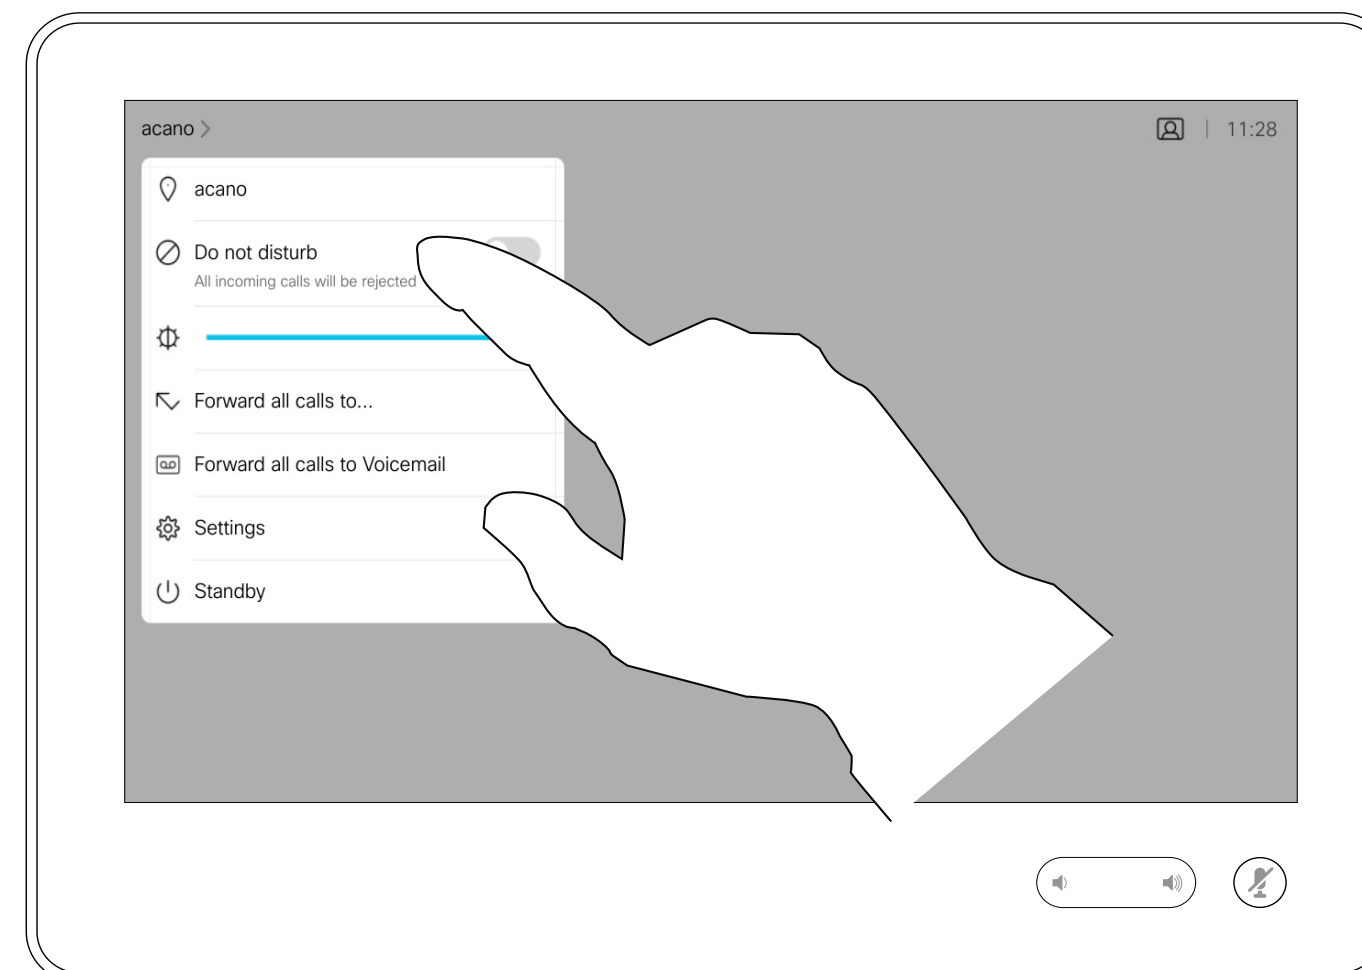 acano
11:28
acano
Do not disturb
All incoming calls will be rejected
Forward all calls to...
Forward all calls to Voicemail
Settings
Standby